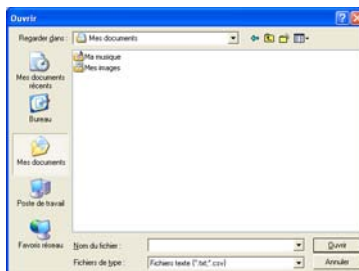 Ouvrir
Regarder dans :
Mes documents
Ma musique
Mes images
Mes documents
récents
Bureau
Mes documents
Poste de travail
Favoris réseau
Nom du fichier :
Ouvrir
Fichiers de type :
Fichiers texte (*.txt;*.csv)
Annuler